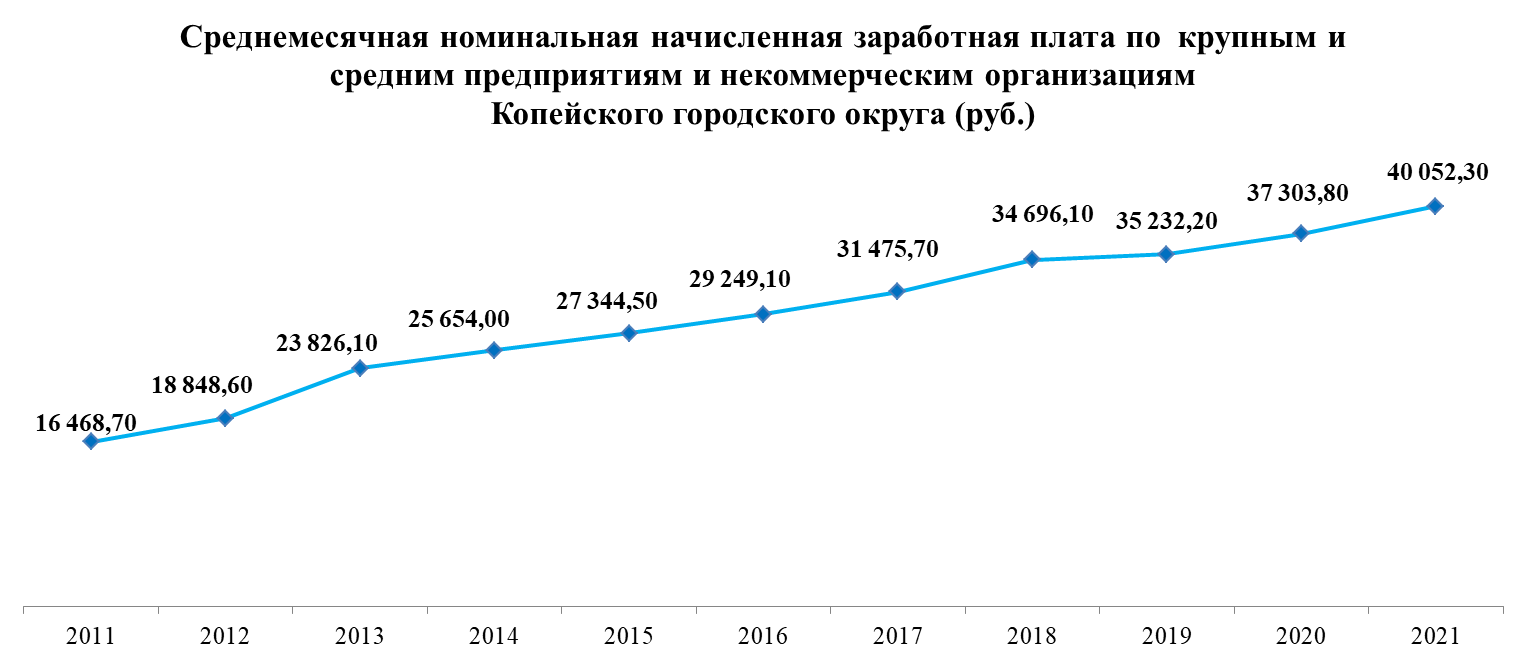 Среднемесячная номинальная начисленная заработная плата по крупным и
средним предприятиям и некоммерческим организациям
Копейского городского округа (руб.)
40 052,30
37 303,80
34 696,10
35 232,20
31 475,70
29 249,10
27 344,50
25 654,00
23 826,10
18 848,60
16 468,70
2011 2012 2013 2014 2015 2016 2017 2018 2019 2020 2021